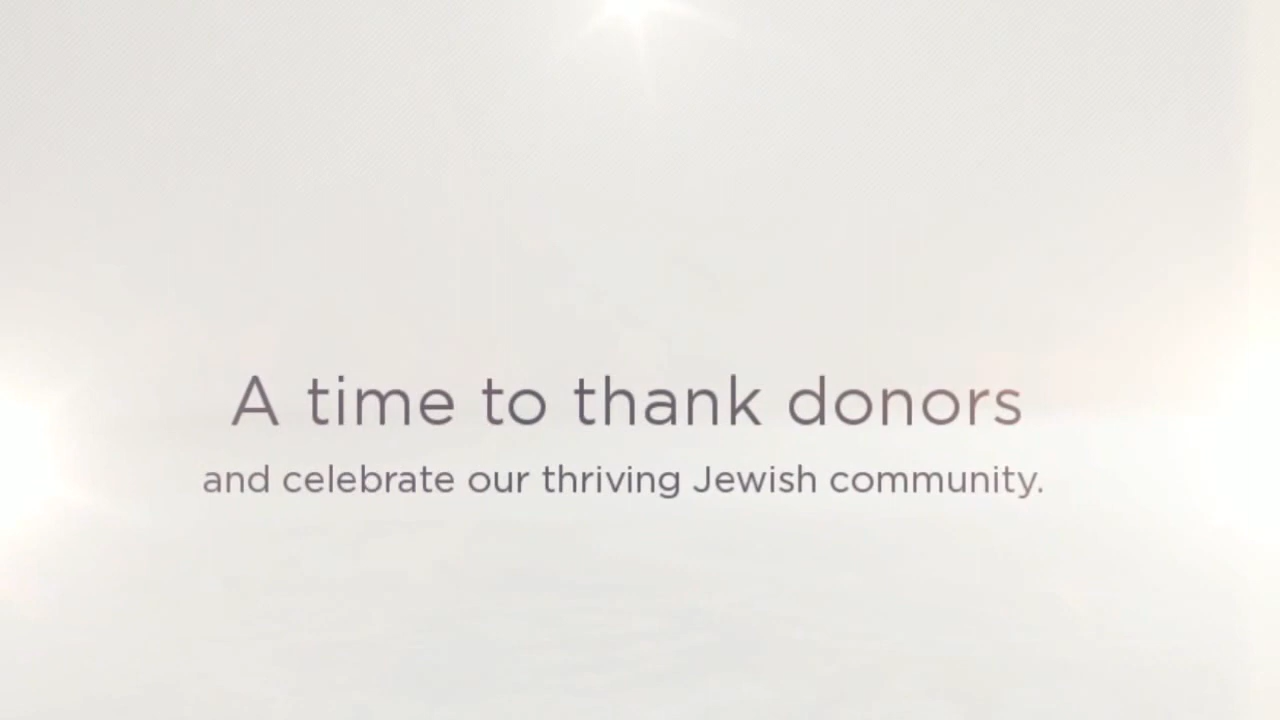 A time to thank donors
and celebrate our thriving Jewish community.